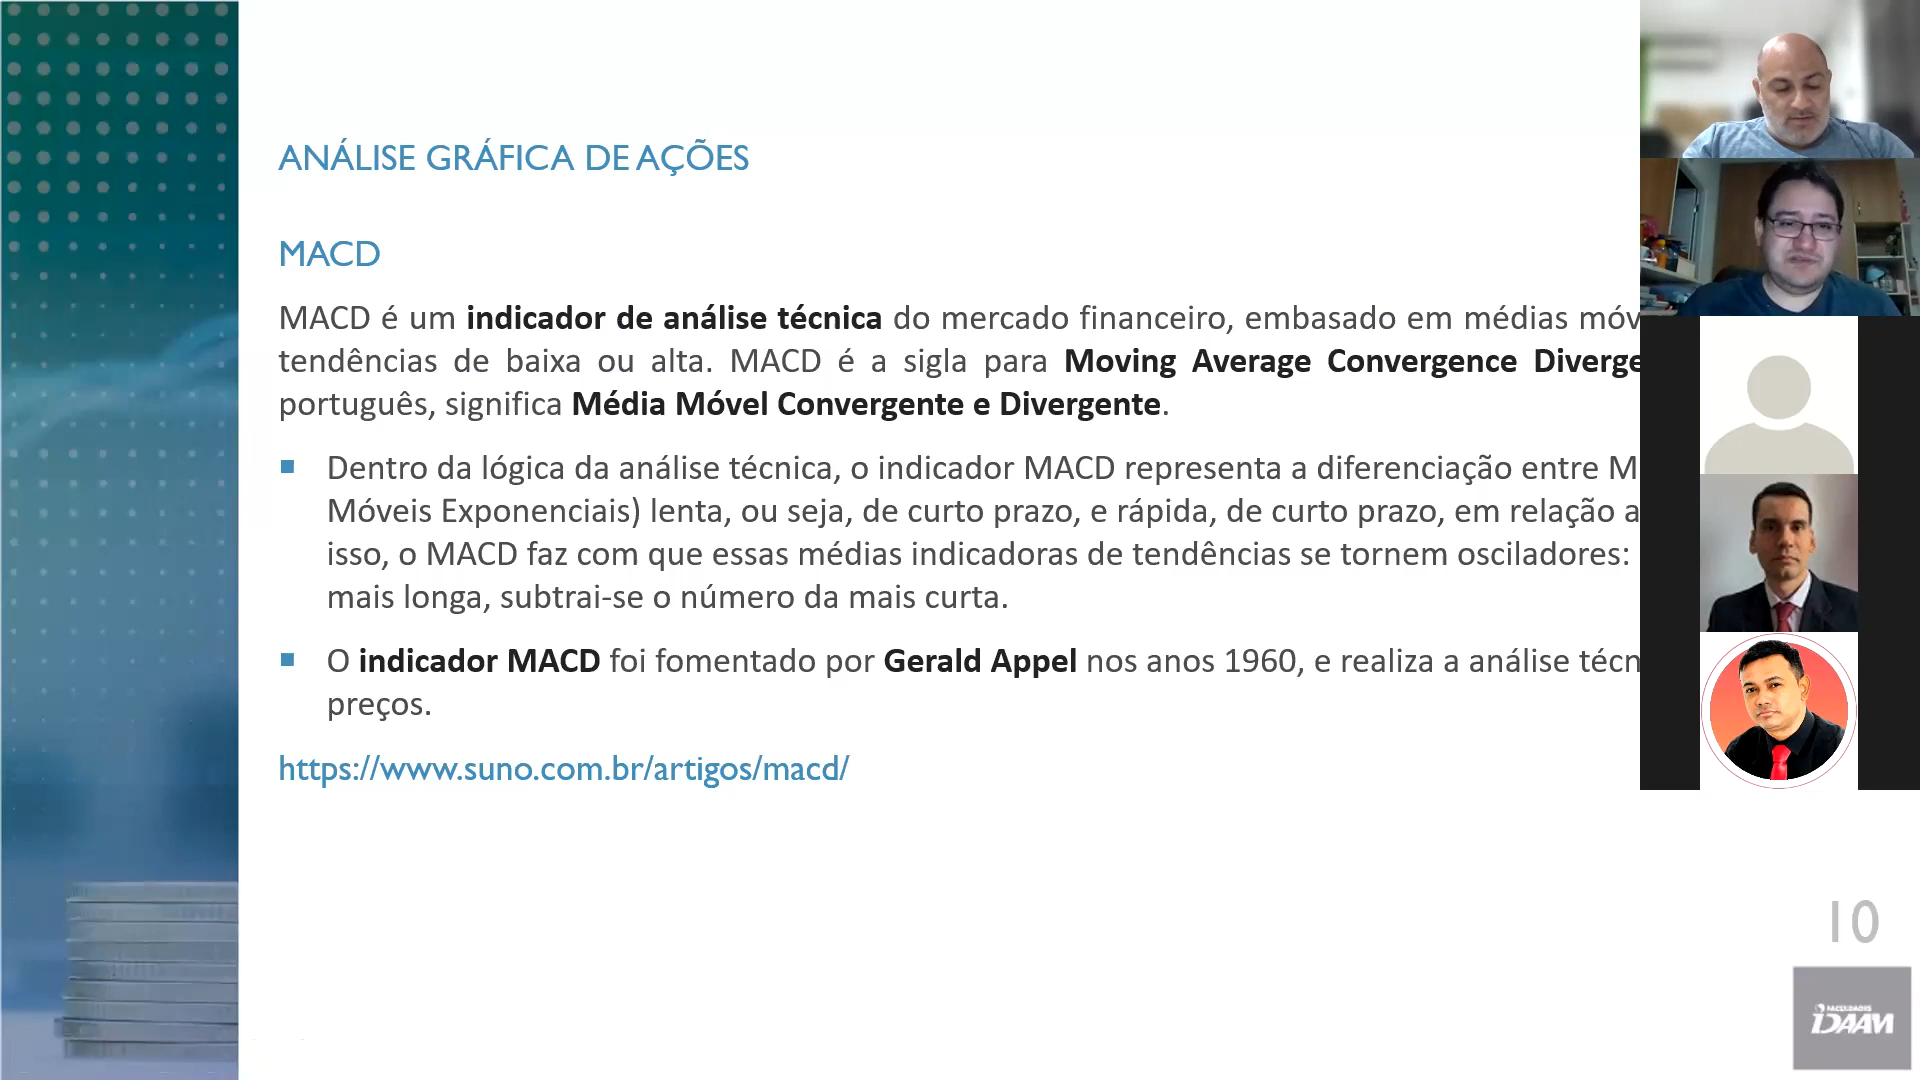 ANÁLISE GRÁFICA DE AÇÕES
MACD
MACD é um indicador de análise técnica do mercado financeiro, embasado em médias móv
tendências de baixa ou alta. MACD é a sigla para Moving Average Convergence Diverge
português, significa Média Móvel Convergente e Divergente.
Dentro da lógica da análise técnica, o indicador MACD representa a diferenciação entre M
Móveis Exponenciais) lenta, ou seja, de curto prazo, e rápida, de curto prazo, em relação a
isso, o MACD faz com que essas médias indicadoras de tendências se tornem osciladores:
mais longa, subtrai-se o número da mais curta.
O indicador MACD foi fomentado por Gerald Appel nos anos 1960, e realiza a análise técn
preços.
https://www.suno.com.br/artigos/macd/
10
FACULDADES
IDAAM